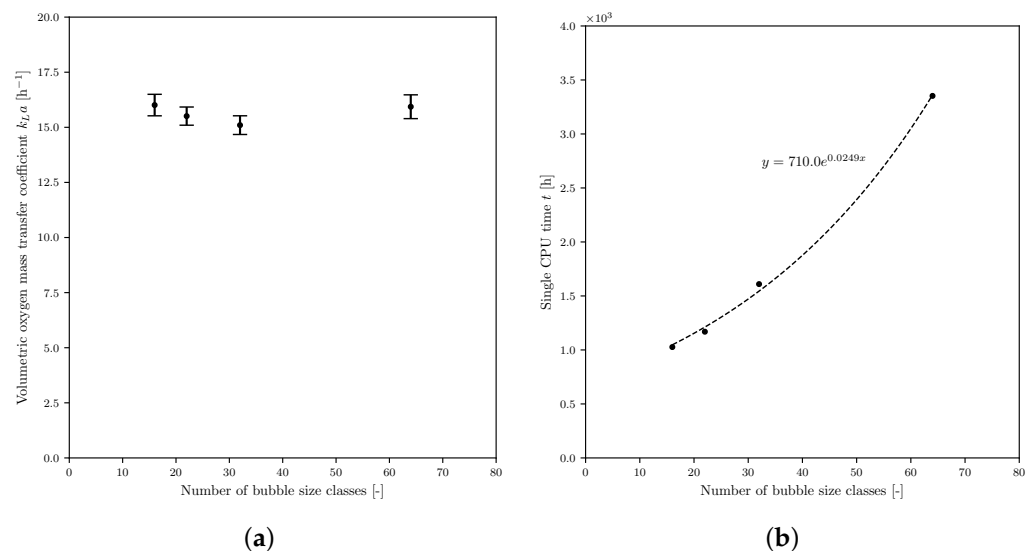 20.0
17.5
15.0
12.5
10.0
7.5
5.0
2.5
0.0
0 10 20 30 40 50 60 70 80
Volumetric oxygen mass transfer coefficient $k_L a$ [h$^{-1}$]
Number of bubble size classes [-]
(a)
×10³
4.0
3.5
3.0
2.5
2.0
1.5
1.0
0.5
0.0
0 10 20 30 40 50 60 70 80
Single CPU time $t$ [h]
$y = 710.0e^{0.0249x}$
Number of bubble size classes [-]
(b)